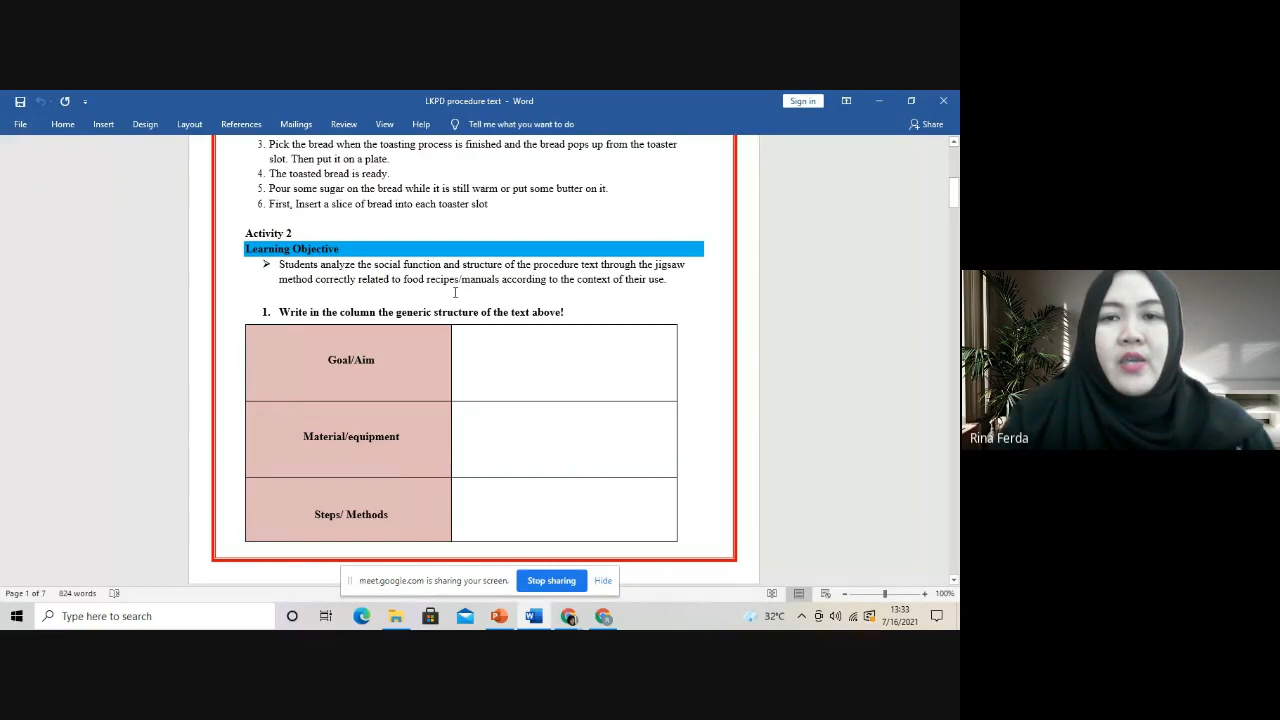 LKPD procedure text - Word
Sign in
File Home Insert Design Layout References Mailings Review View Help Tell me what you want to do Share
3. Pick the bread when the toasting process is finished and the bread pops up from the toaster
slot. Then put it on a plate.
4. The toasted bread is ready.
5. Pour some sugar on the bread while it is still warm or put some butter on it.
6. First, Insert a slice of bread into each toaster slot
Activity 2
Learning Objective
➢ Students analyze the social function and structure of the procedure text through the jigsaw
method correctly related to food recipes/manuals according to the context of their use.
1. Write in the column the generic structure of the text above!
Goal/Aim
Material/equipment
Steps/ Methods
Rina Ferda
meet.google.com is sharing your screen. Stop sharing Hide
Page 1 of 7 824 words 100%
Type here to search
32°C
13:33
7/16/2021